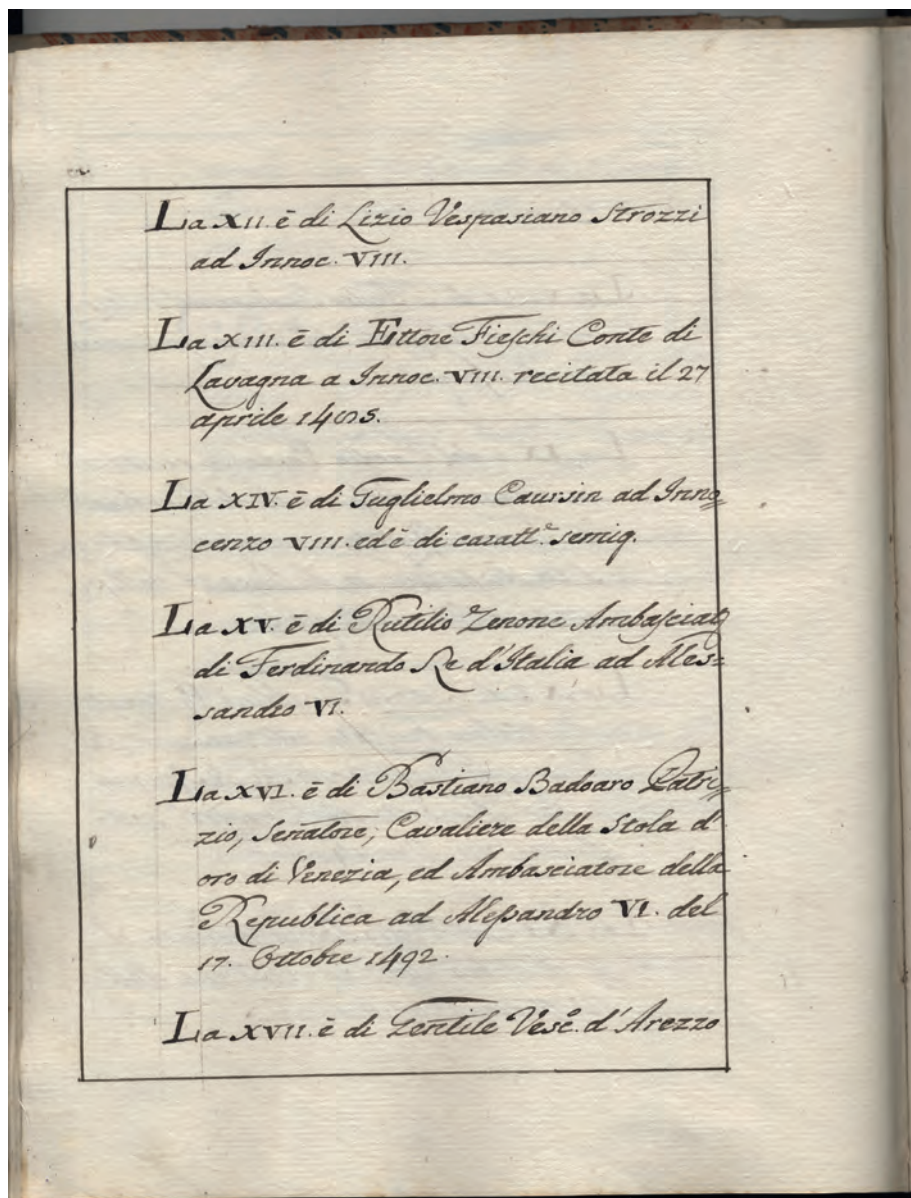 La XII. è di Lizio Vespasiano Strozzi
ad Innoc. VIII.
La XIII. è di Ettore Fieschi Conte di
Lavagna a Innoc. VIII. recitata il 27
aprile 1485.
La XIV. è di Guglielmo Caursin ad Inno=
cenzo VIII. ed è di caratt.e semig.
La XV. è di Rutilio Zenone Ambasciat.
di Ferdinando Re d'Italia ad Ales=
sandro VI.
La XVI. è di Bastiano Badoaro Patri=
zio, Senatore, Cavaliere della Stola d'
oro di Venezia, ed Ambasciatore della
Republica ad Alessandro VI. del
17. Ottobre 1492.
La XVII. è di Gentile Vesc.o d'Arezzo